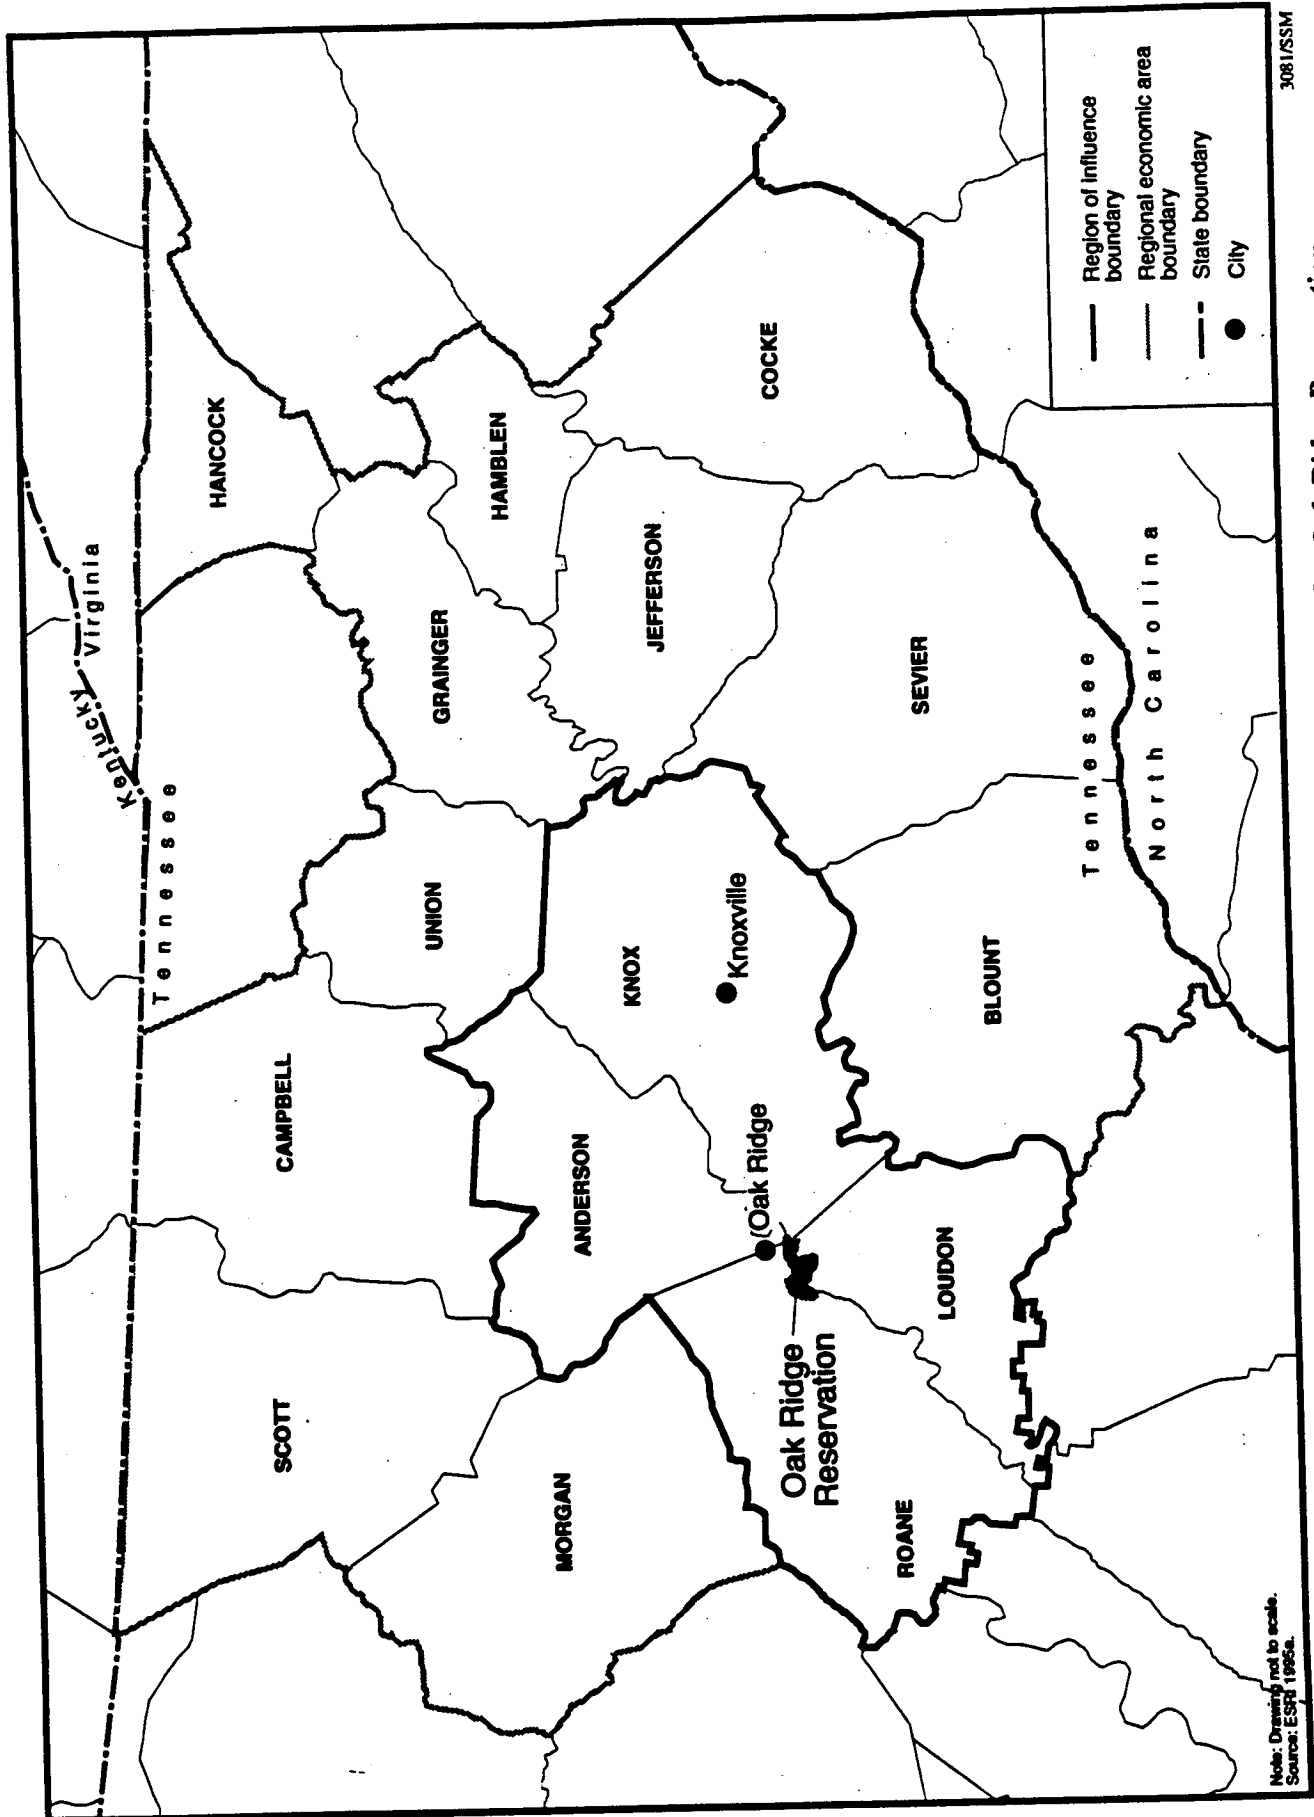 Kentucky
Virginia
Tennessee
HANCOCK
CAMPBELL
SCOTT
HAMBLEN
GRAINGER
UNION
ANDERSON
MORGAN
JEFFERSON
KNOX
Knoxville
Oak Ridge
Oak Ridge
Reservation
COCKE
SEVIER
BLOUNT
LOUDON
ROANE
Tennessee
North Carolina
Region of influence
boundary
Regional economic area
boundary
State boundary
City
Note: Drawing not to scale.
Source: ESRI 1995a.
3081/SSM